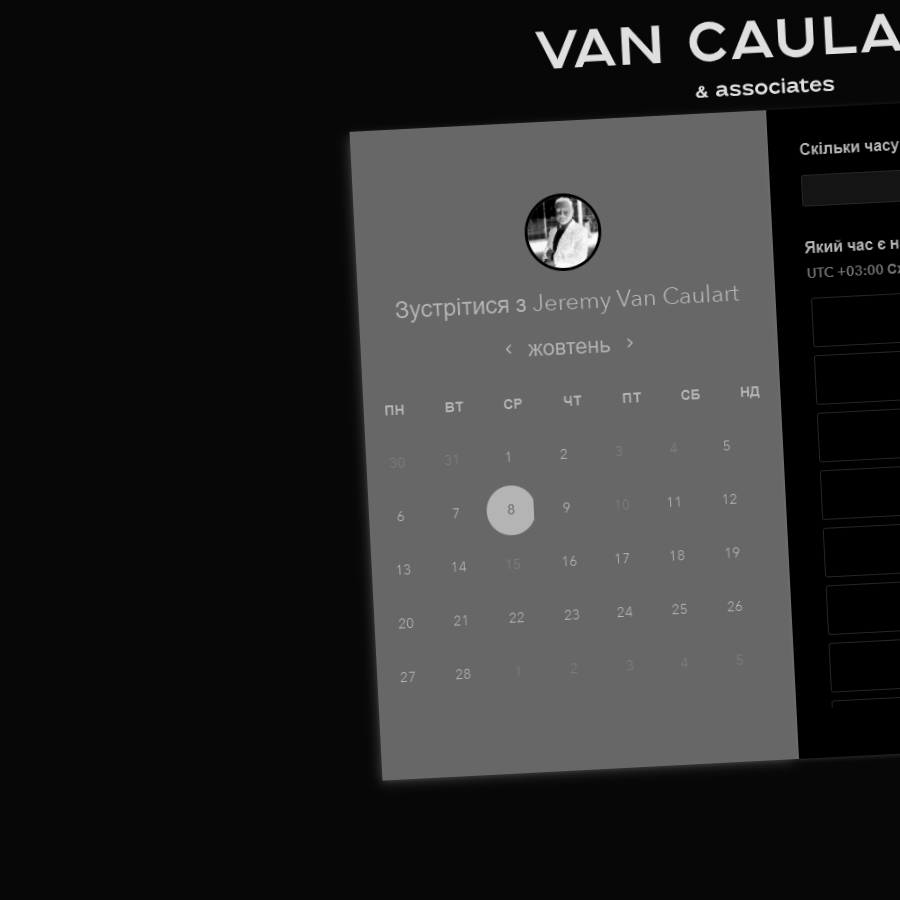 VAN CAULA
& associates
Скільки часу
Зустрітися з Jeremy Van Caulart
Який час є
UTC +03:00
< жовтень >
ПН ВТ СР ЧТ ПТ СБ НД
30 31 1 2 3 4 5
6 7 8 9 10 11 12
13 14 15 16 17 18 19
20 21 22 23 24 25 26
27 28 1 2 3 4 5